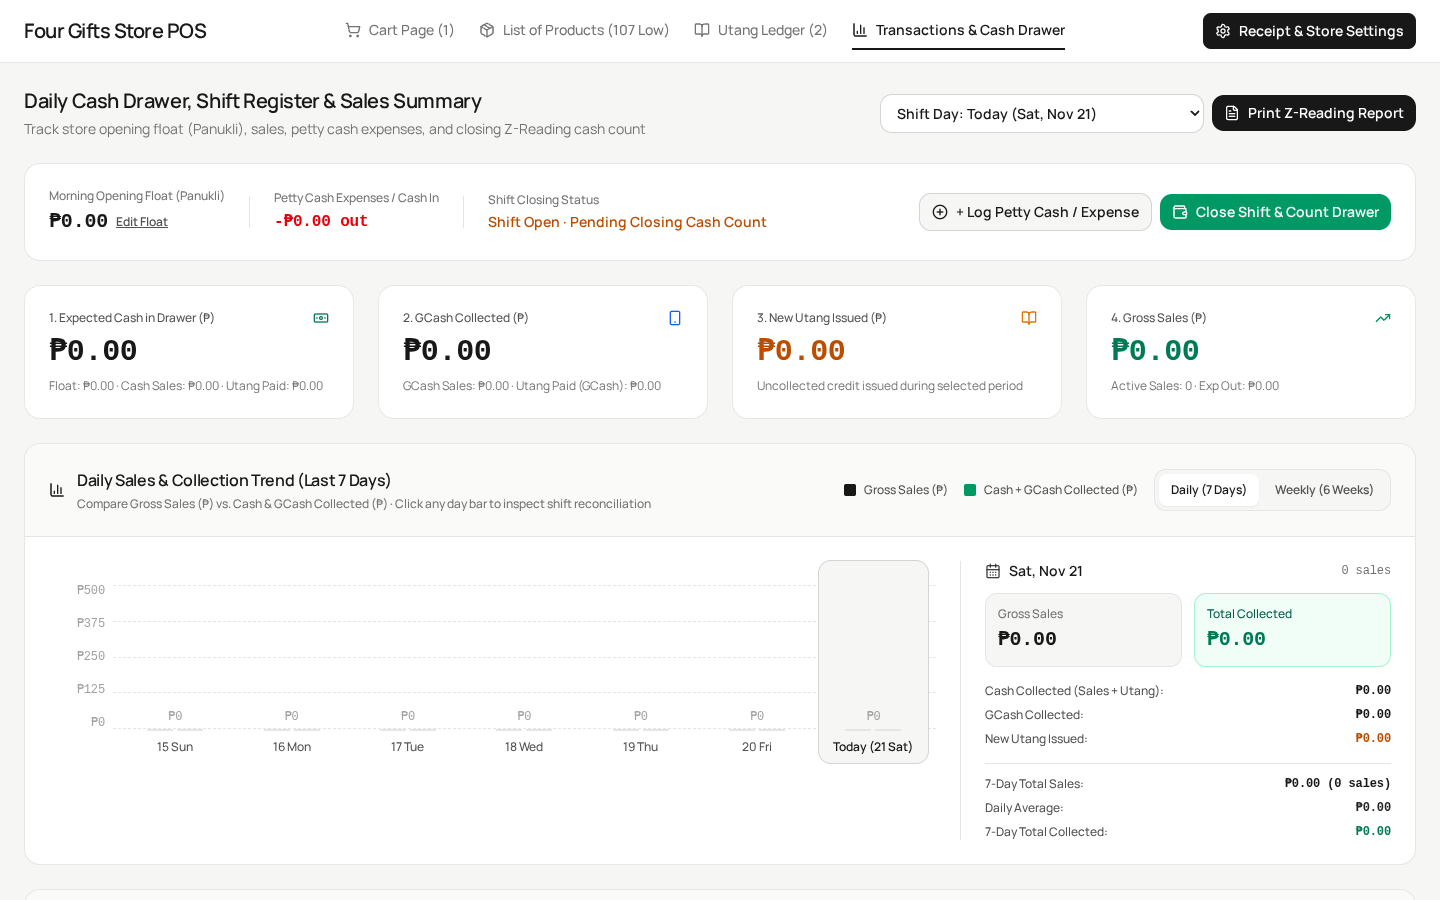 Four Gifts Store POS
Cart Page (1)
List of Products (107 Low)
Utang Ledger (2)
Transactions & Cash Drawer
Receipt & Store Settings
Daily Cash Drawer, Shift Register & Sales Summary
Track store opening float (Panukli), sales, petty cash expenses, and closing Z-Reading cash count
Shift Day: Today (Sat, Nov 21)
Print Z-Reading Report
Morning Opening Float (Panukli)
₱0.00 Edit Float
Petty Cash Expenses / Cash In
-₱0.00 out
Shift Closing Status
Shift Open · Pending Closing Cash Count
+ Log Petty Cash / Expense
Close Shift & Count Drawer
1. Expected Cash in Drawer (₱)
₱0.00
Float: ₱0.00 · Cash Sales: ₱0.00 · Utang Paid: ₱0.00
2. GCash Collected (₱)
₱0.00
GCash Sales: ₱0.00 · Utang Paid (GCash): ₱0.00
3. New Utang Issued (₱)
₱0.00
Uncollected credit issued during selected period
4. Gross Sales (₱)
₱0.00
Active Sales: 0 · Exp Out: ₱0.00
Daily Sales & Collection Trend (Last 7 Days)
Compare Gross Sales (₱) vs. Cash & GCash Collected (₱) · Click any day bar to inspect shift reconciliation
Gross Sales (₱)
Cash + GCash Collected (₱)
Daily (7 Days)
Weekly (6 Weeks)
₱500
₱375
₱250
₱125
₱0
₱0
₱0
₱0
₱0
₱0
₱0
₱0
15 Sun
16 Mon
17 Tue
18 Wed
19 Thu
20 Fri
Today (21 Sat)
Sat, Nov 21
0 sales
Gross Sales
₱0.00
Total Collected
₱0.00
Cash Collected (Sales + Utang): ₱0.00
GCash Collected: ₱0.00
New Utang Issued: ₱0.00
7-Day Total Sales: ₱0.00 (0 sales)
Daily Average: ₱0.00
7-Day Total Collected: ₱0.00